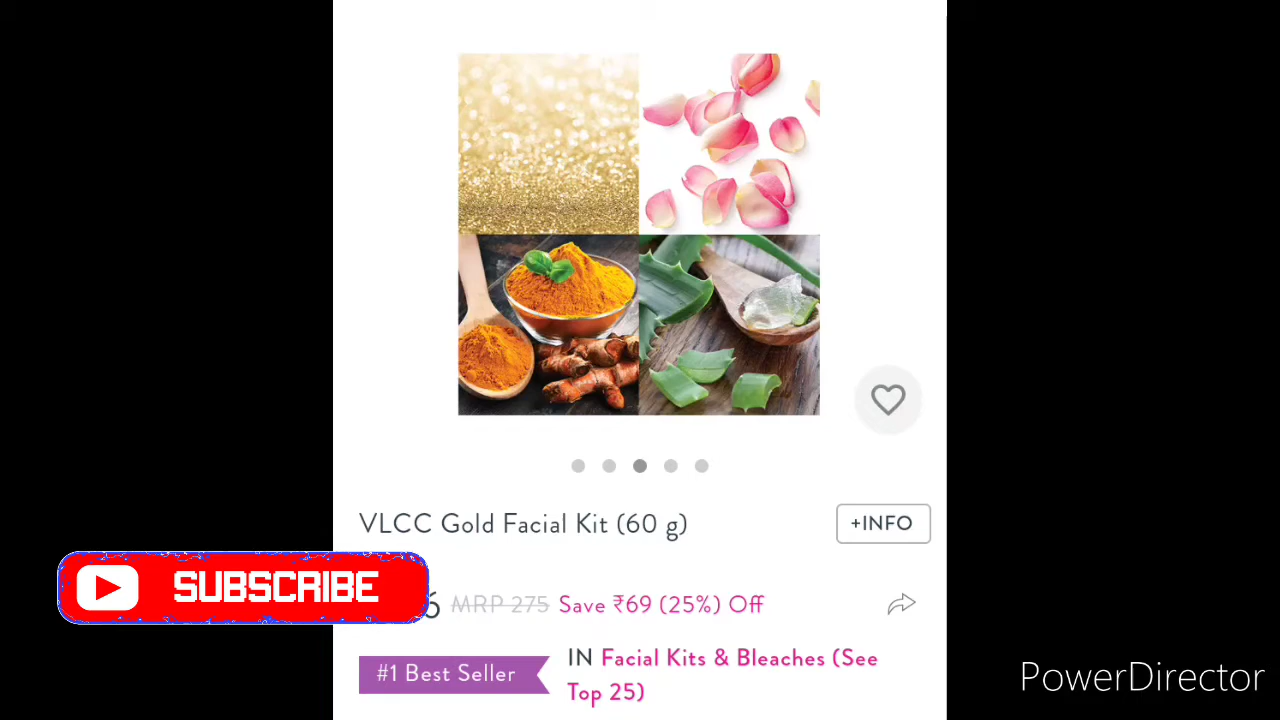 VLCC Gold Facial Kit (60 g)
+INFO
SUBSCRIBE
MRP 275 Save ₹69 (25%) Off
#1 Best Seller
IN Facial Kits & Bleaches (See
Top 25)
PowerDirector